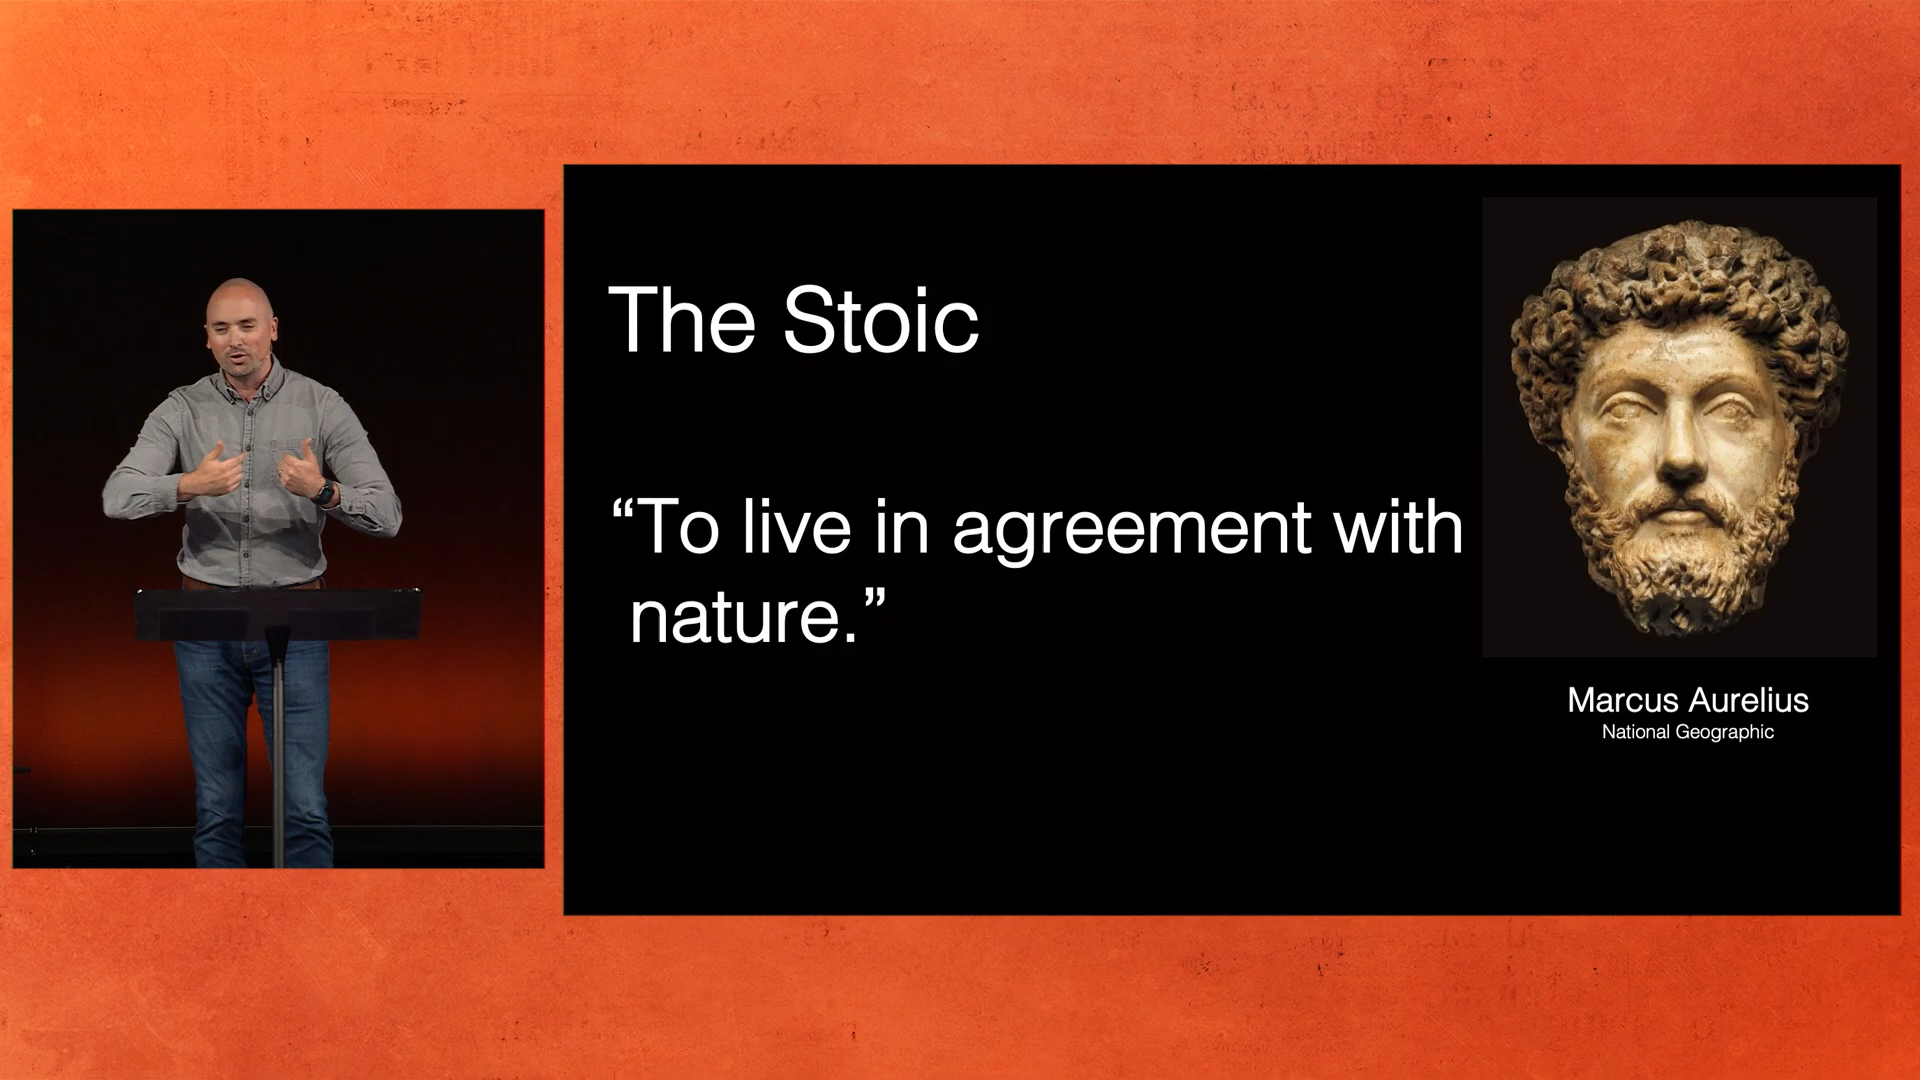 The Stoic
“To live in agreement with
nature.”
Marcus Aurelius
National Geographic